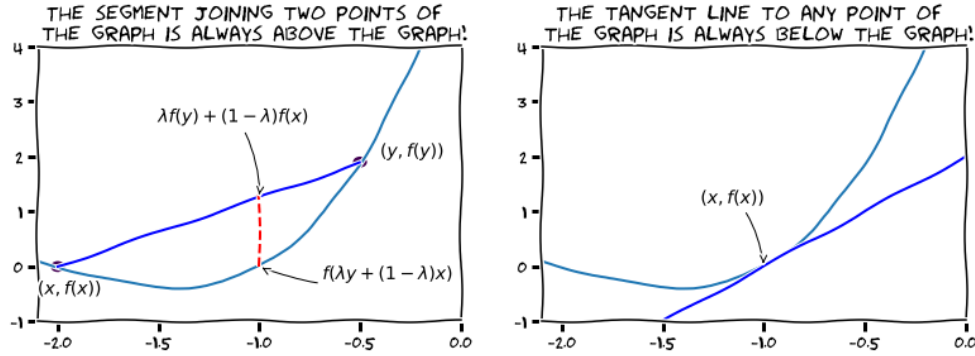 THE SEGMENT JOINING TWO POINTS OF
THE GRAPH IS ALWAYS ABOVE THE GRAPH!
4
3
2
1
0
-1
-2.0
-1.5
-1.0
-0.5
0.0
λf(y) + (1 − λ)f(x)
(y, f(y))
(x, f(x))
f(λy + (1 − λ)x)
THE TANGENT LINE TO ANY POINT OF
THE GRAPH IS ALWAYS BELOW THE GRAPH!
4
3
2
1
0
-1
-2.0
-1.5
-1.0
-0.5
0.0
(x, f(x))